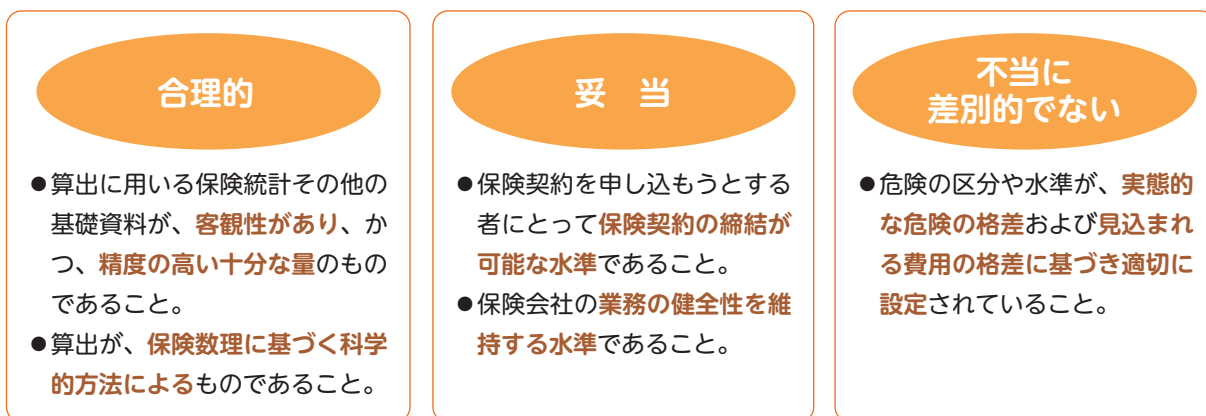 合理的
●算出に用いる保険統計その他の
基礎資料が、客観性があり、か
つ、精度の高い十分な量のもの
であること。
●算出が、保険数理に基づく科学
的方法によるものであること。
妥 当
●保険契約を申し込もうとする
者にとって保険契約の締結が
可能な水準であること。
●保険会社の業務の健全性を維
持する水準であること。
不当に
差別的でない
●危険の区分や水準が、実態的
な危険の格差および見込まれ
る費用の格差に基づき適切に
設定されていること。